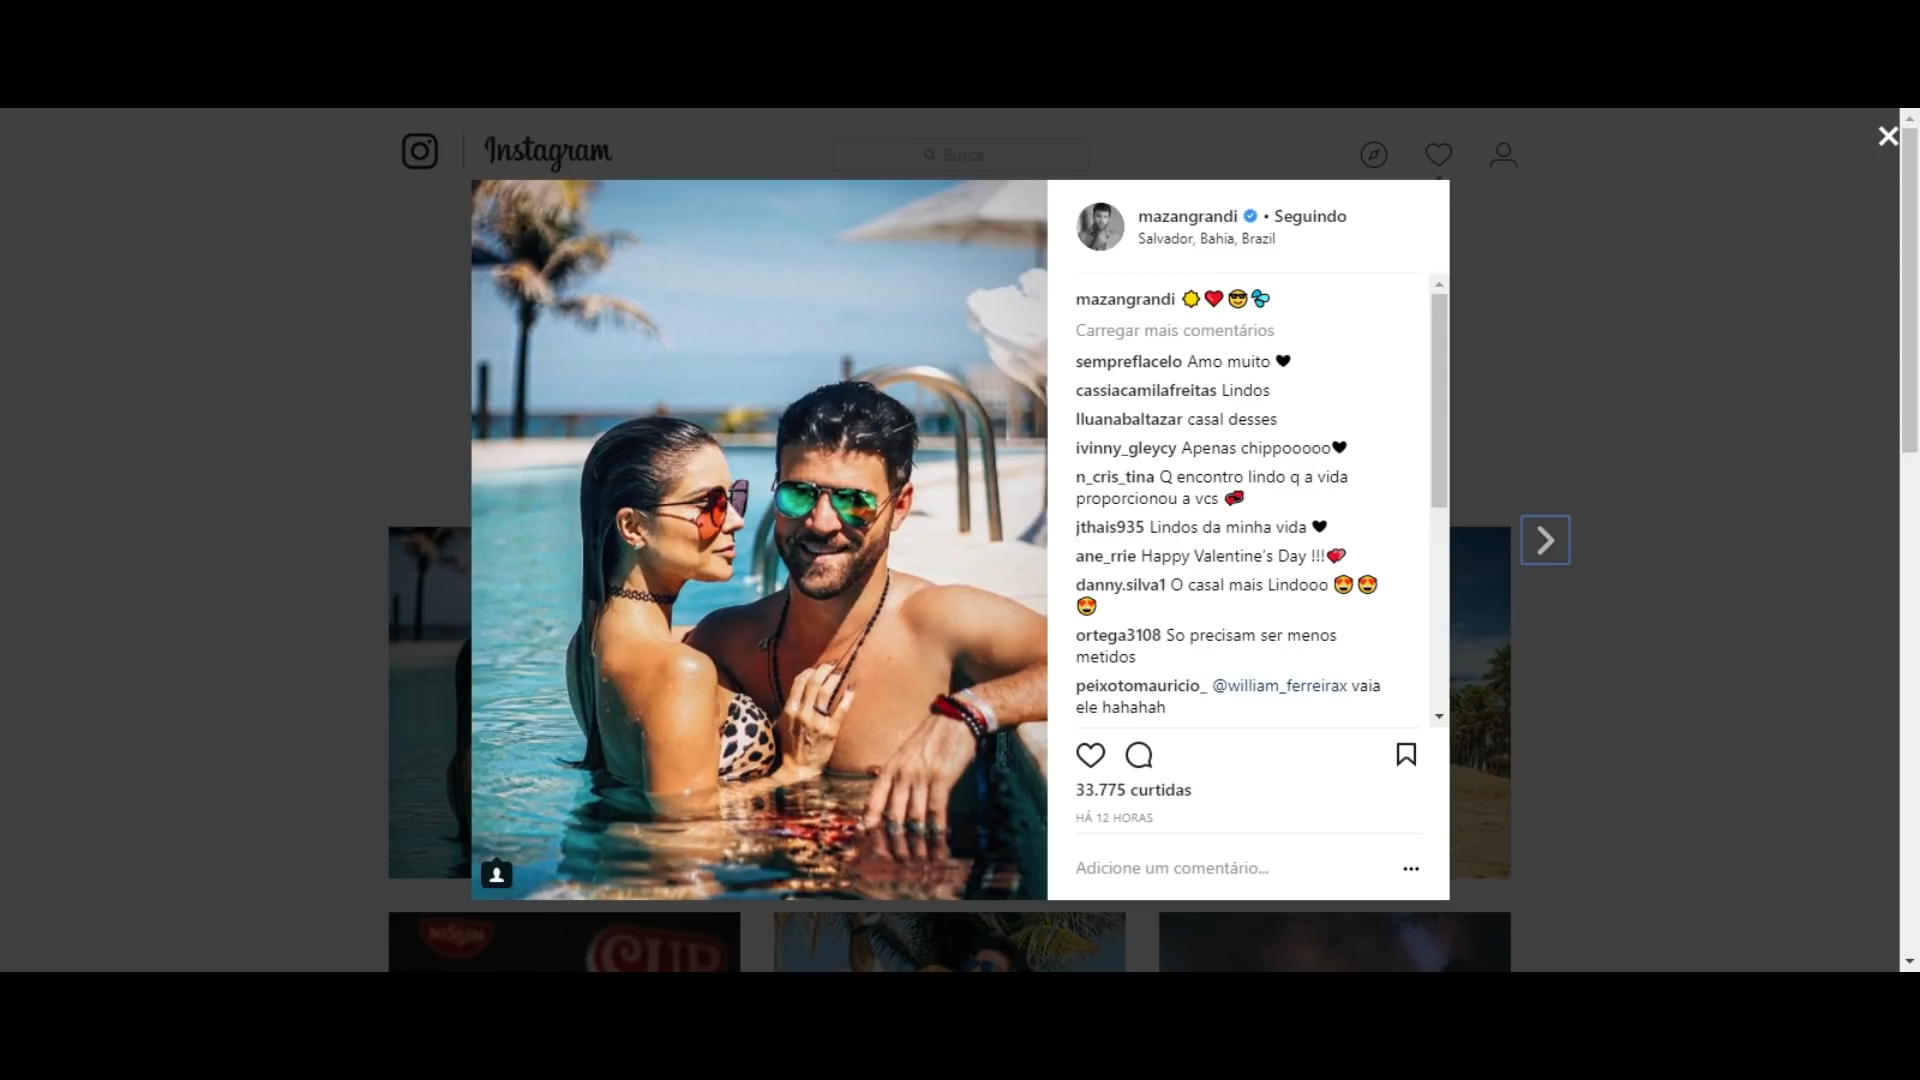 Instagram
Busca
mazangrandi • Seguindo
Salvador, Bahia, Brazil
mazangrandi
Carregar mais comentários
sempreflacelo Amo muito
cassiacamilafreitas Lindos
lluanabaltazar casal desses
ivinny_gleycy Apenas chippooooo
n_cris_tina Q encontro lindo q a vida
proporcionou a vcs
jthais935 Lindos da minha vida
ane_rrie Happy Valentine's Day !!!
danny.silva1 O casal mais Lindooo
ortega3108 So precisam ser menos
metidos
peixotomauricio_ @william_ferreirax vaia
ele hahahah
33.775 curtidas
HÁ 12 HORAS
Adicione um comentário...
NISSIN
CUP